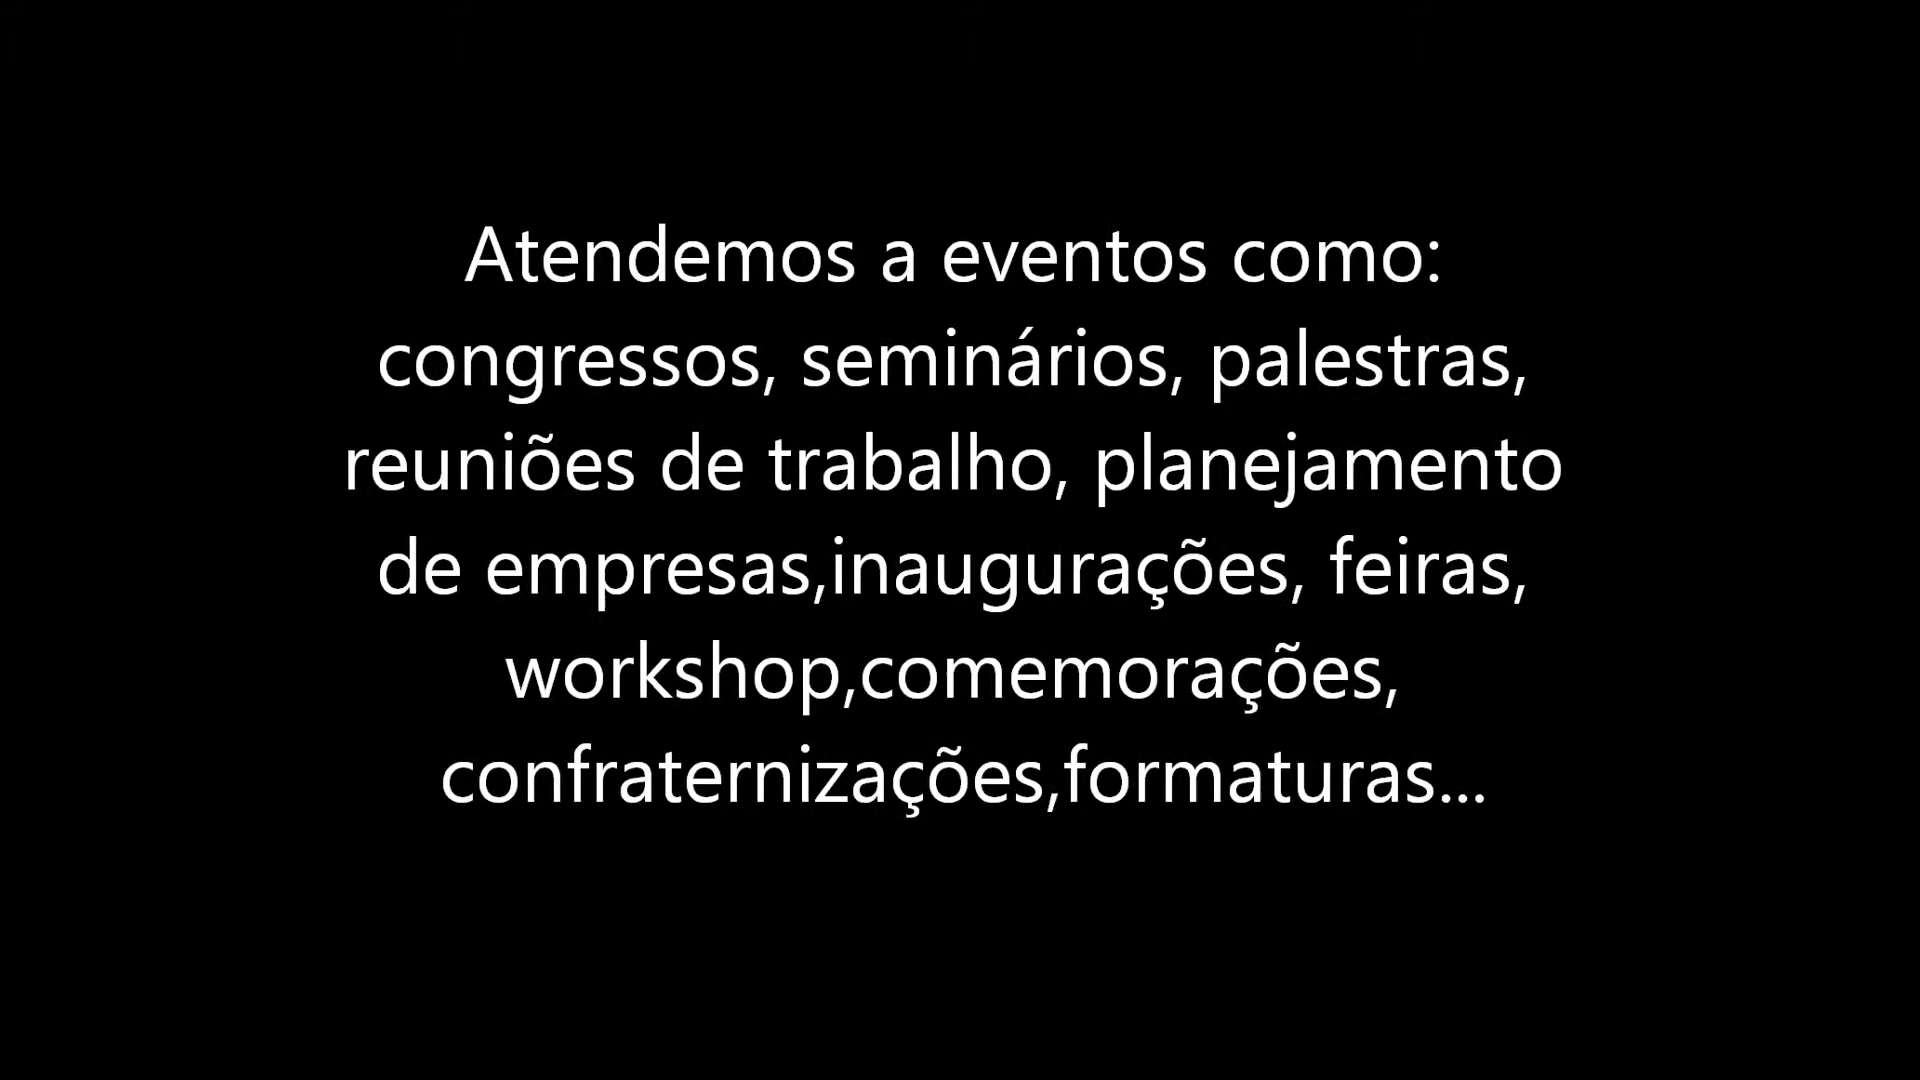 Atendemos a eventos como:
congressos, seminários, palestras,
reuniões de trabalho, planejamento
de empresas,inaugurações, feiras,
workshop,comemorações,
confraternizações,formaturas...